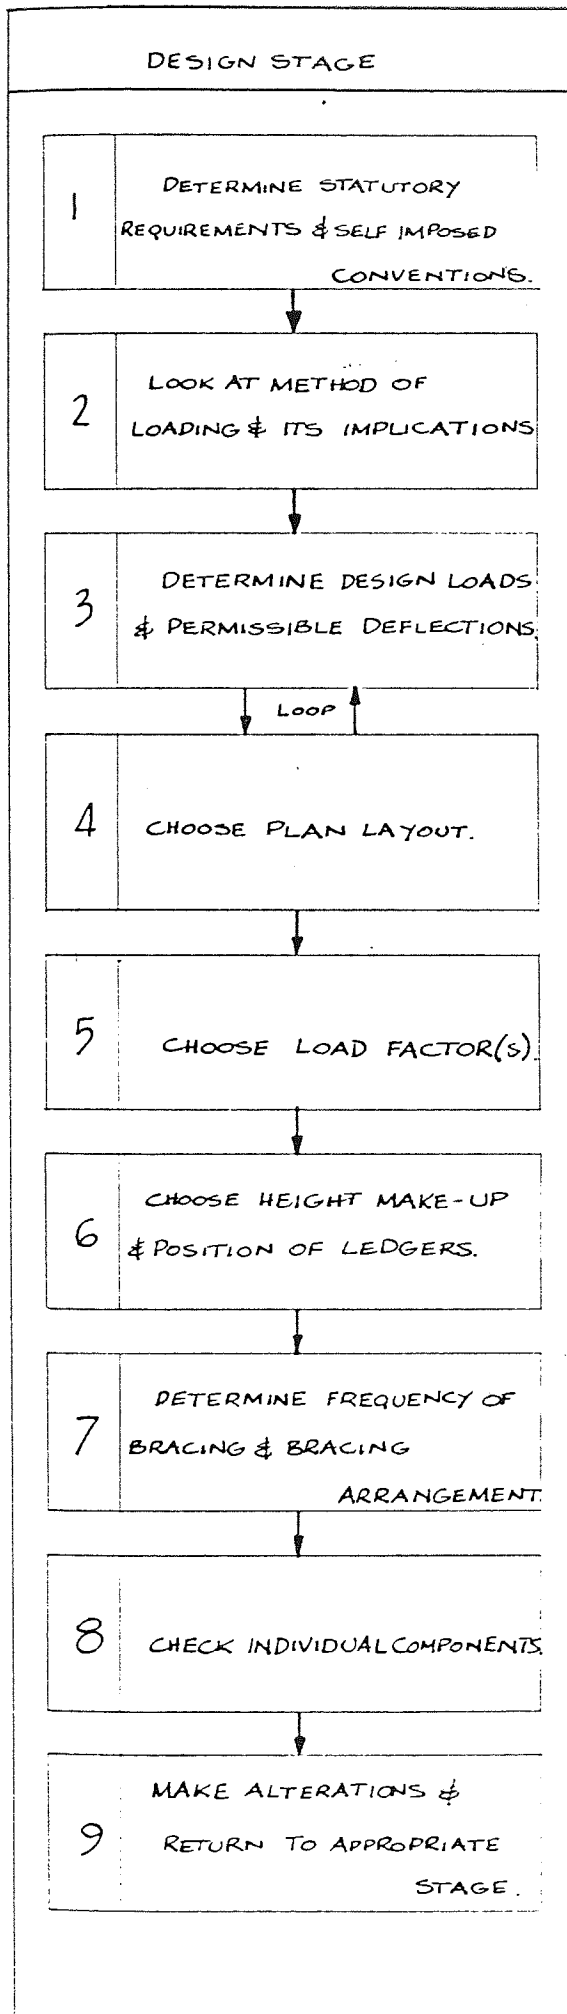 DESIGN STAGE
1
DETERMINE STATUTORY
REQUIREMENTS & SELF IMPOSED
CONVENTIONS.
2
LOOK AT METHOD OF
LOADING & ITS IMPLICATIONS
3
DETERMINE DESIGN LOADS
& PERMISSIBLE DEFLECTIONS.
LOOP
4
CHOOSE PLAN LAYOUT.
5
CHOOSE LOAD FACTOR(S).
6
CHOOSE HEIGHT MAKE-UP
& POSITION OF LEDGERS.
7
DETERMINE FREQUENCY OF
BRACING & BRACING
ARRANGEMENT.
8
CHECK INDIVIDUAL COMPONENTS.
9
MAKE ALTERATIONS &
RETURN TO APPROPRIATE
STAGE.